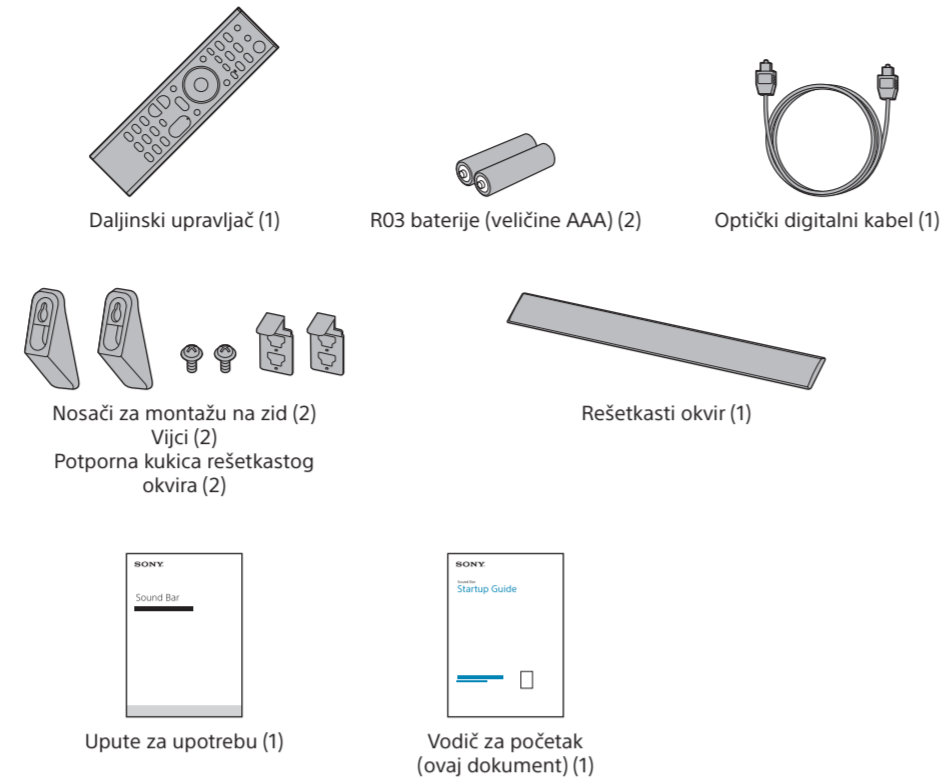 Daljinski upravljač (1)
R03 baterije (veličine AAA) (2)
Optički digitalni kabel (1)
Nosači za montažu na zid (2)
Vijci (2)
Potporna kukica rešetkastog
okvira (2)
Rešetkasti okvir (1)
SONY
Sound Bar
Upute za upotrebu (1)
SONY
Sound Bar
Startup Guide
Vodič za početak
(ovaj dokument) (1)